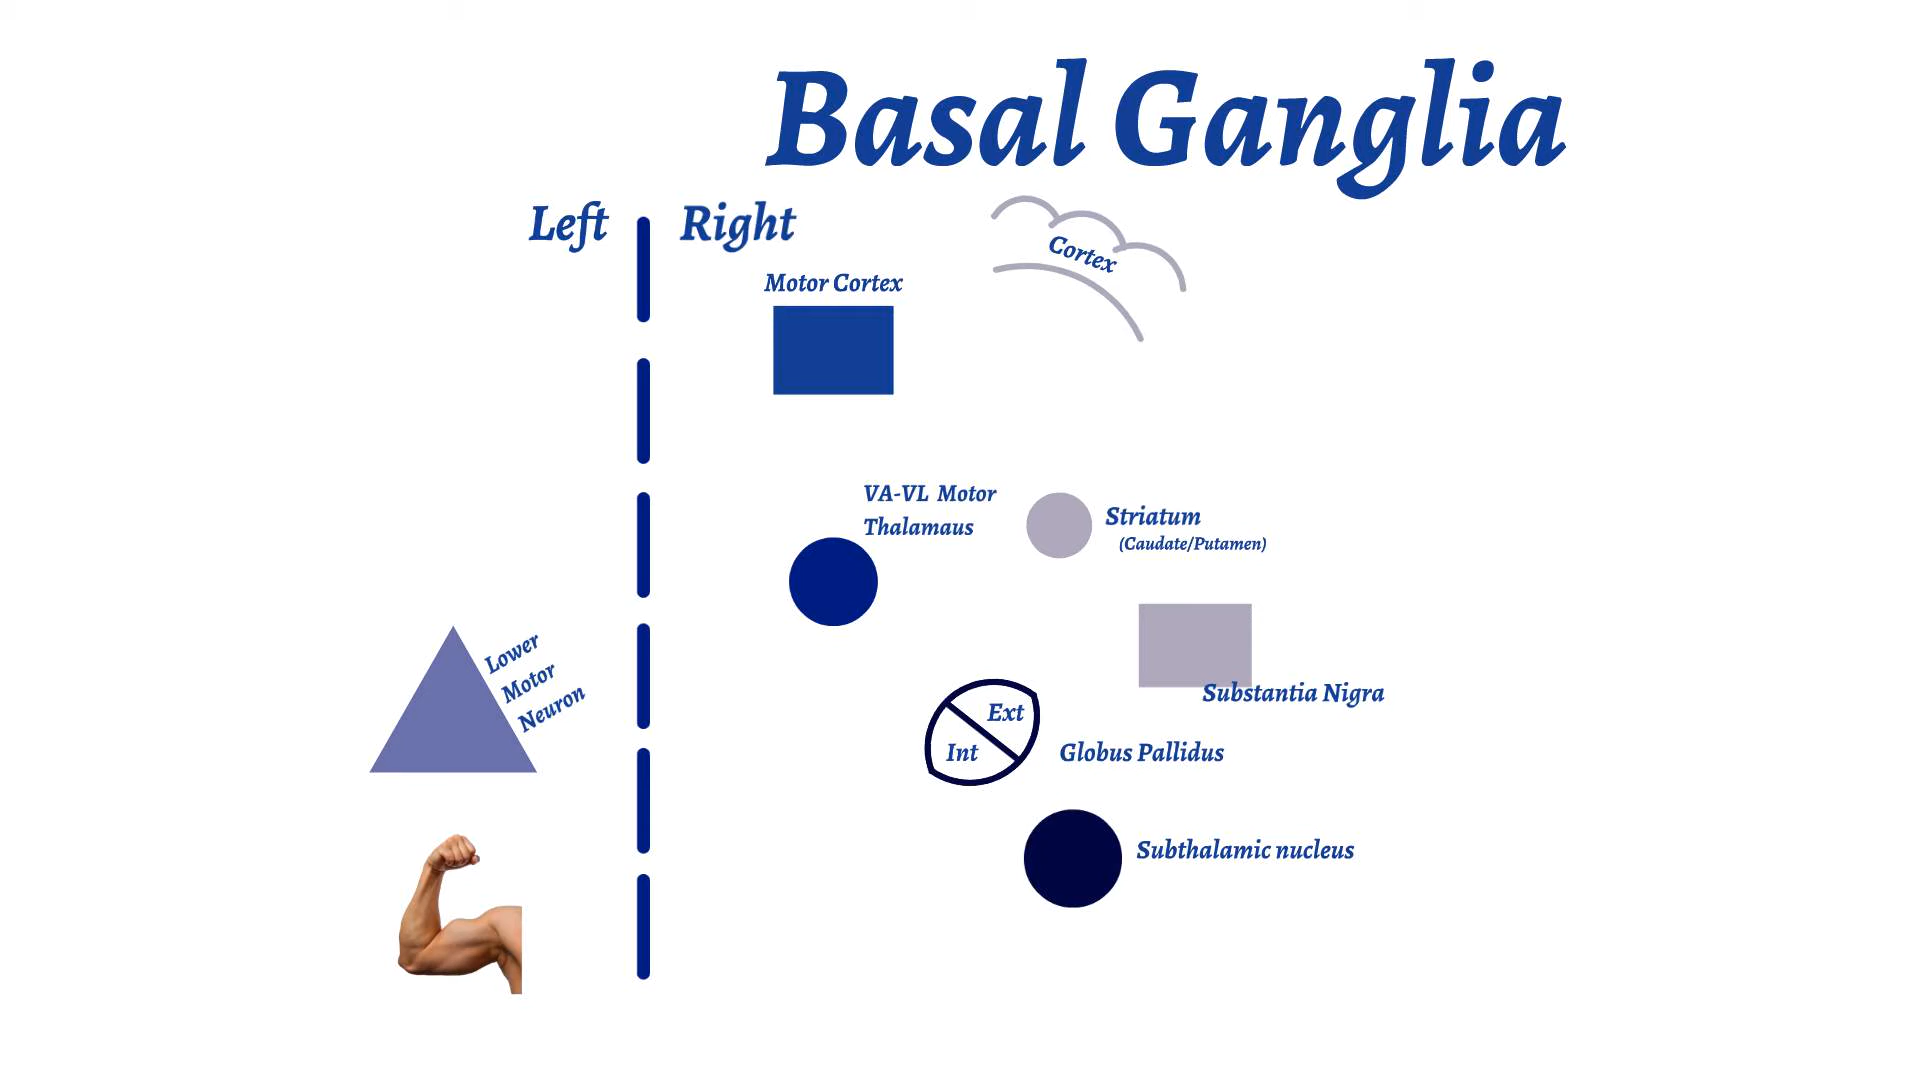 Basal Ganglia
Left
Right
Cortex
Motor Cortex
VA-VL Motor
Thalamaus
Striatum
(Caudate/Putamen)
Lower
Motor
Neuron
Substantia Nigra
Ext
Int
Globus Pallidus
Subthalamic nucleus